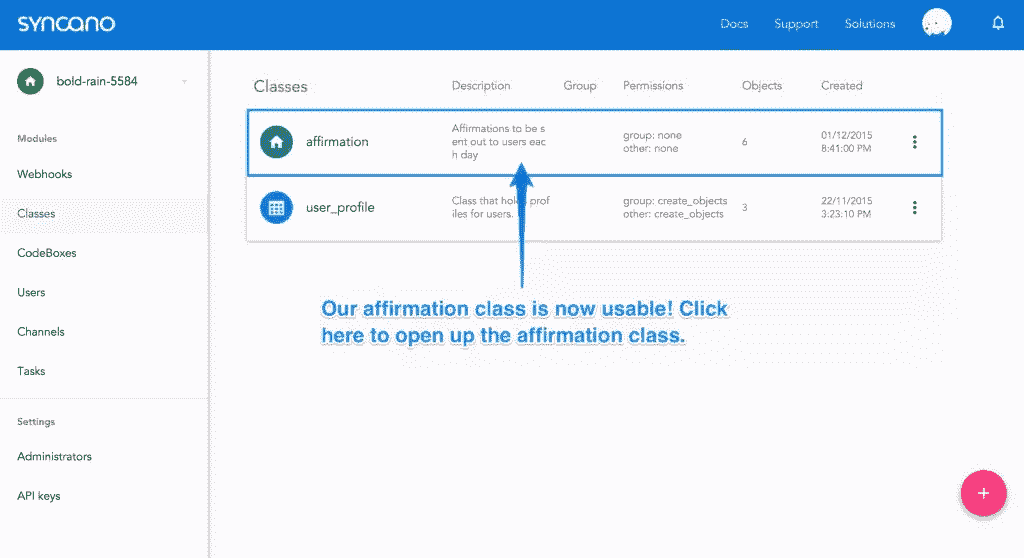 syncano
Docs Support Solutions
bold-rain-5584
Modules
Webhooks
Classes
CodeBoxes
Users
Channels
Tasks
Settings
Administrators
API keys
Classes Description Group Permissions Objects Created
affirmation
Affirmations to be s
ent out to users eac
h day
group: none
other: none
6
01/12/2015
8:41:00 PM
user_profile
Class that holds prof
iles for users.
group: create_objects
other: create_objects
3
22/11/2015
3:23:10 PM
Our affirmation class is now usable! Click
here to open up the affirmation class.